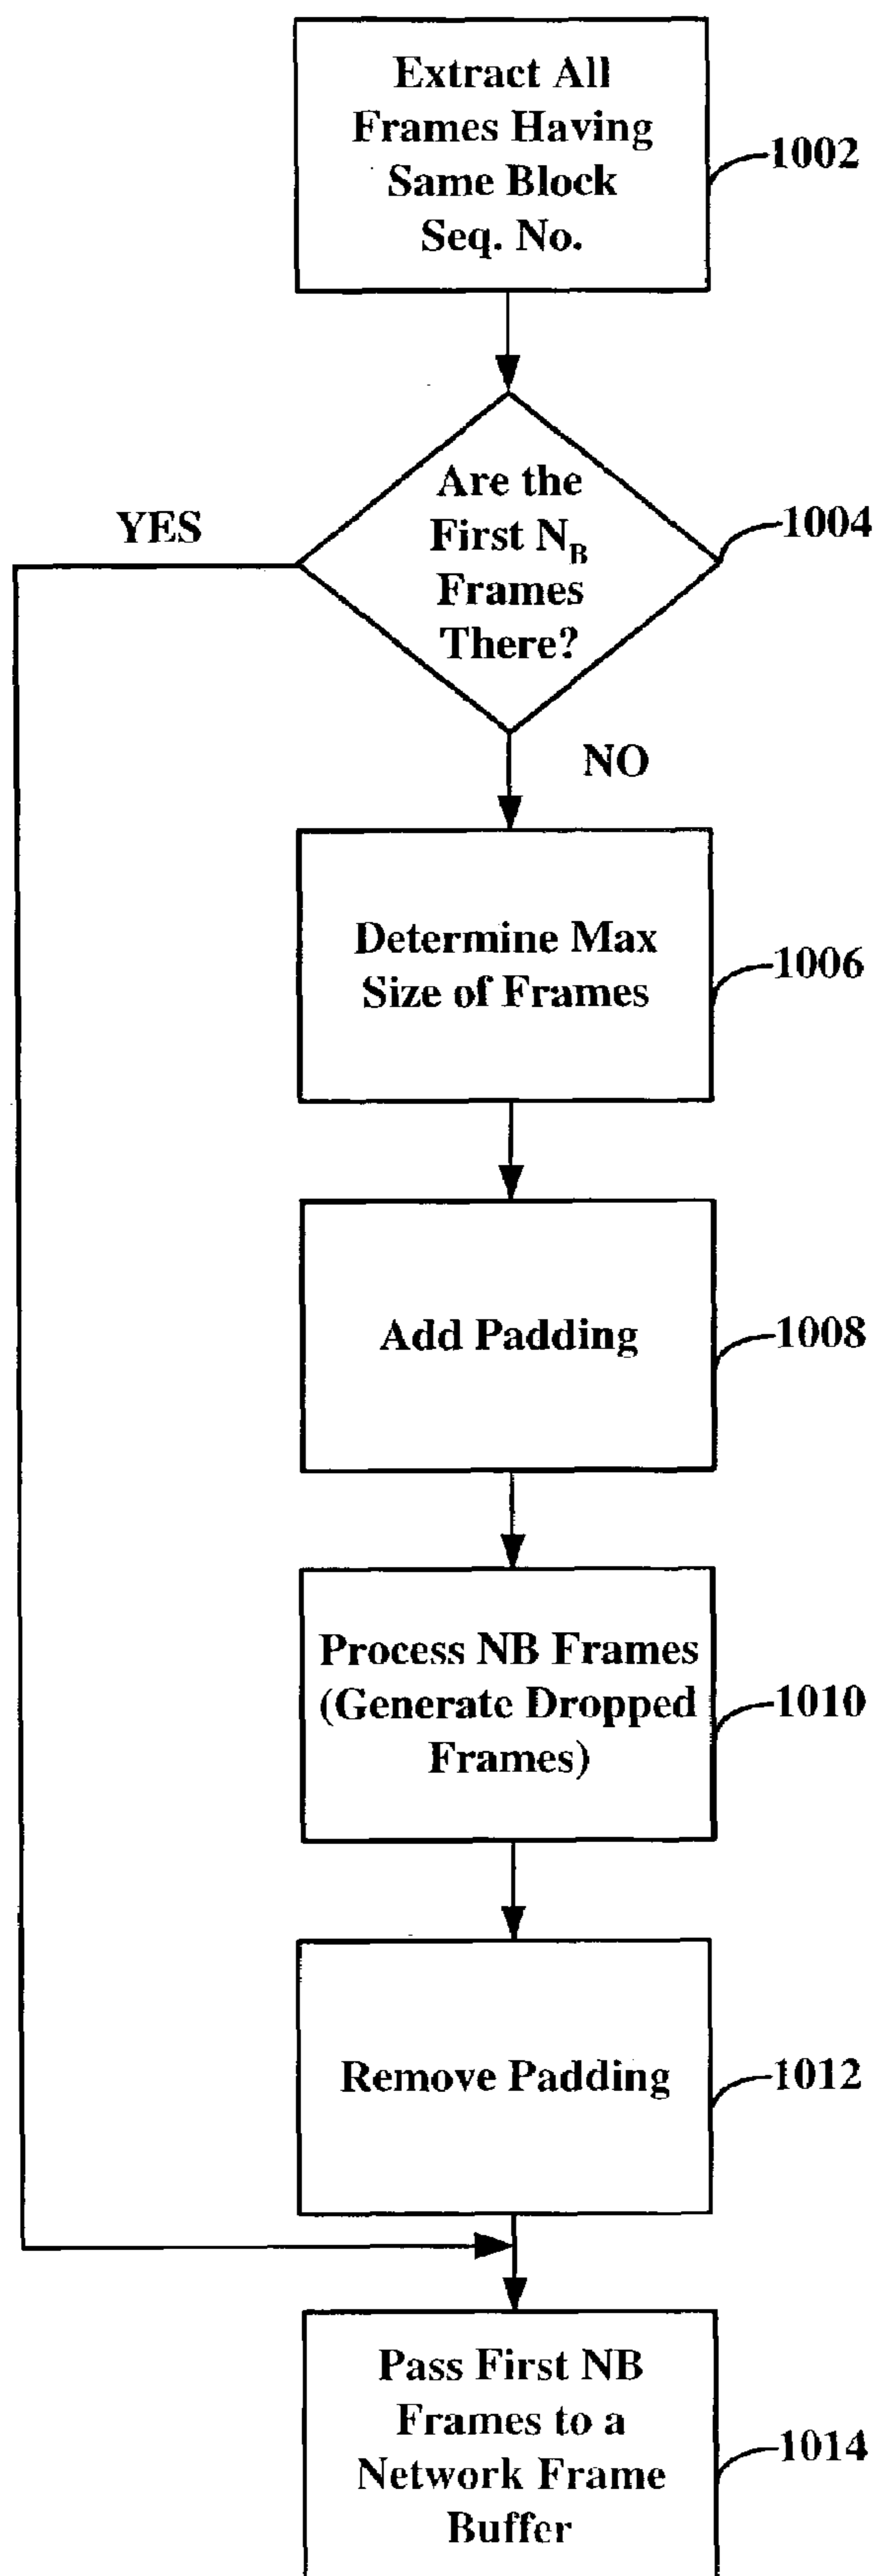 Extract All
Frames Having
Same Block
Seq. No.
1002
Are the
First NB
Frames
There?
1004
YES
NO
Determine Max
Size of Frames
1006
Add Padding
1008
Process NB Frames
(Generate Dropped
Frames)
1010
Remove Padding
1012
Pass First NB
Frames to a
Network Frame
Buffer
1014